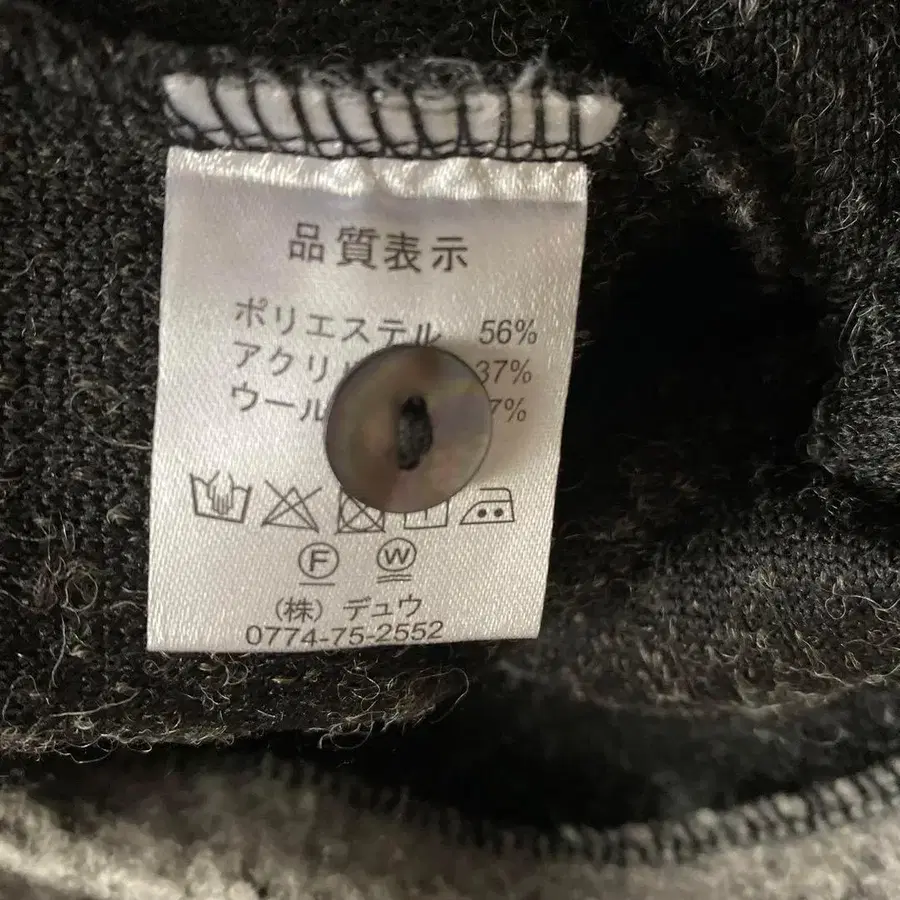 品質表示
ポリエステル 56%
アクリ 37%
ウール 7%
F W
(株) デュウ
0774-75-2552